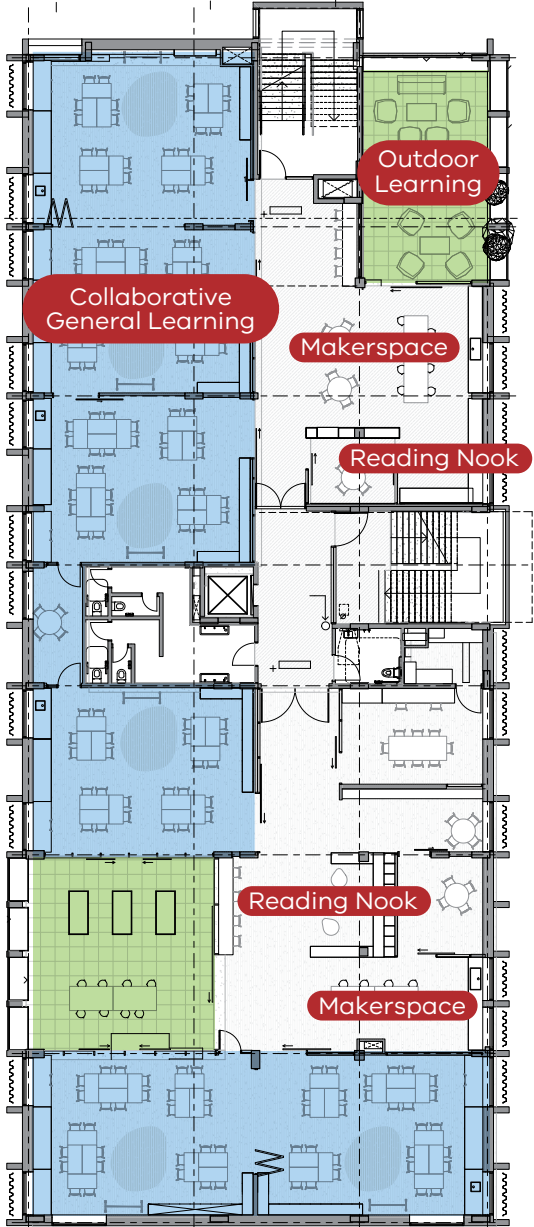 Outdoor
Learning
Collaborative
General Learning
Makerspace
Reading Nook
Reading Nook
Makerspace